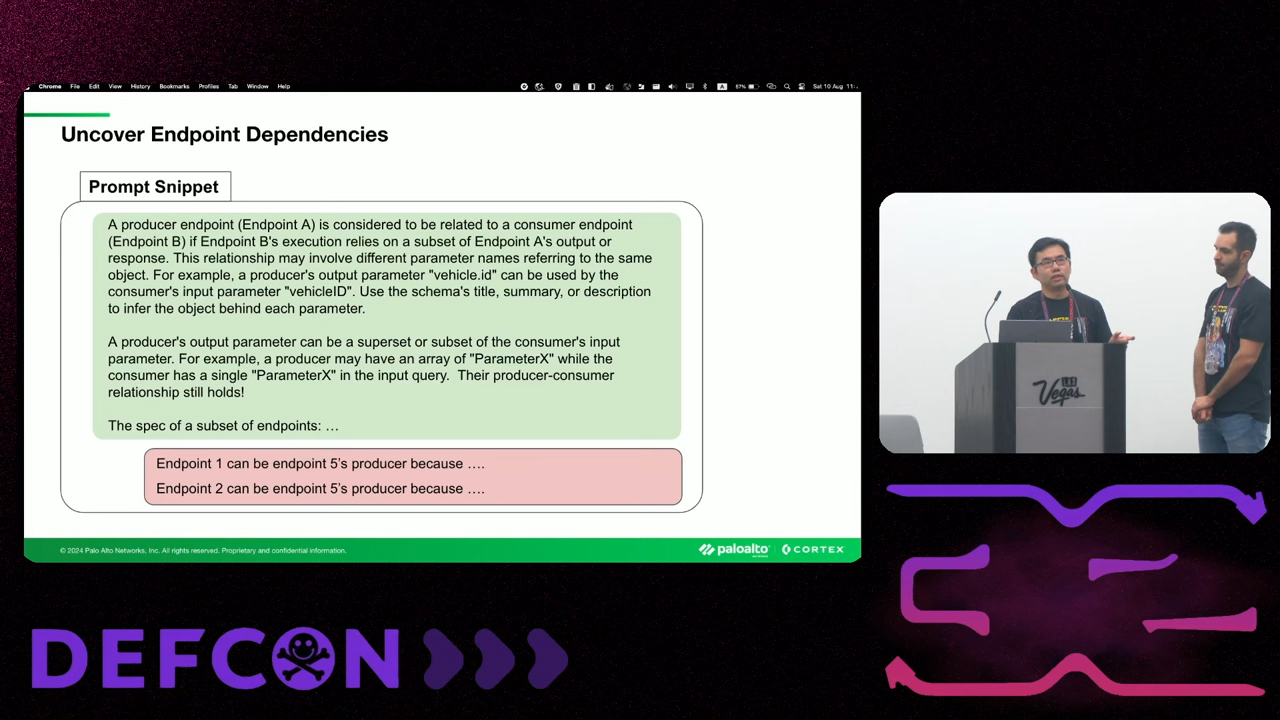 Chrome File Edit View History Bookmarks Profiles Tab Window Help
57%
Sat 10 Aug 11:
Uncover Endpoint Dependencies
Prompt Snippet
A producer endpoint (Endpoint A) is considered to be related to a consumer endpoint
(Endpoint B) if Endpoint B's execution relies on a subset of Endpoint A's output or
response. This relationship may involve different parameter names referring to the same
object. For example, a producer's output parameter "vehicle.id" can be used by the
consumer's input parameter "vehicleID". Use the schema's title, summary, or description
to infer the object behind each parameter.
A producer's output parameter can be a superset or subset of the consumer's input
parameter. For example, a producer may have an array of "ParameterX" while the
consumer has a single "ParameterX" in the input query.  Their producer-consumer
relationship still holds!
The spec of a subset of endpoints: …
Endpoint 1 can be endpoint 5's producer because ….
Endpoint 2 can be endpoint 5's producer because ….
© 2024 Palo Alto Networks, Inc. All rights reserved. Proprietary and confidential information.
paloalto
CORTEX
Vegas
DEFCON